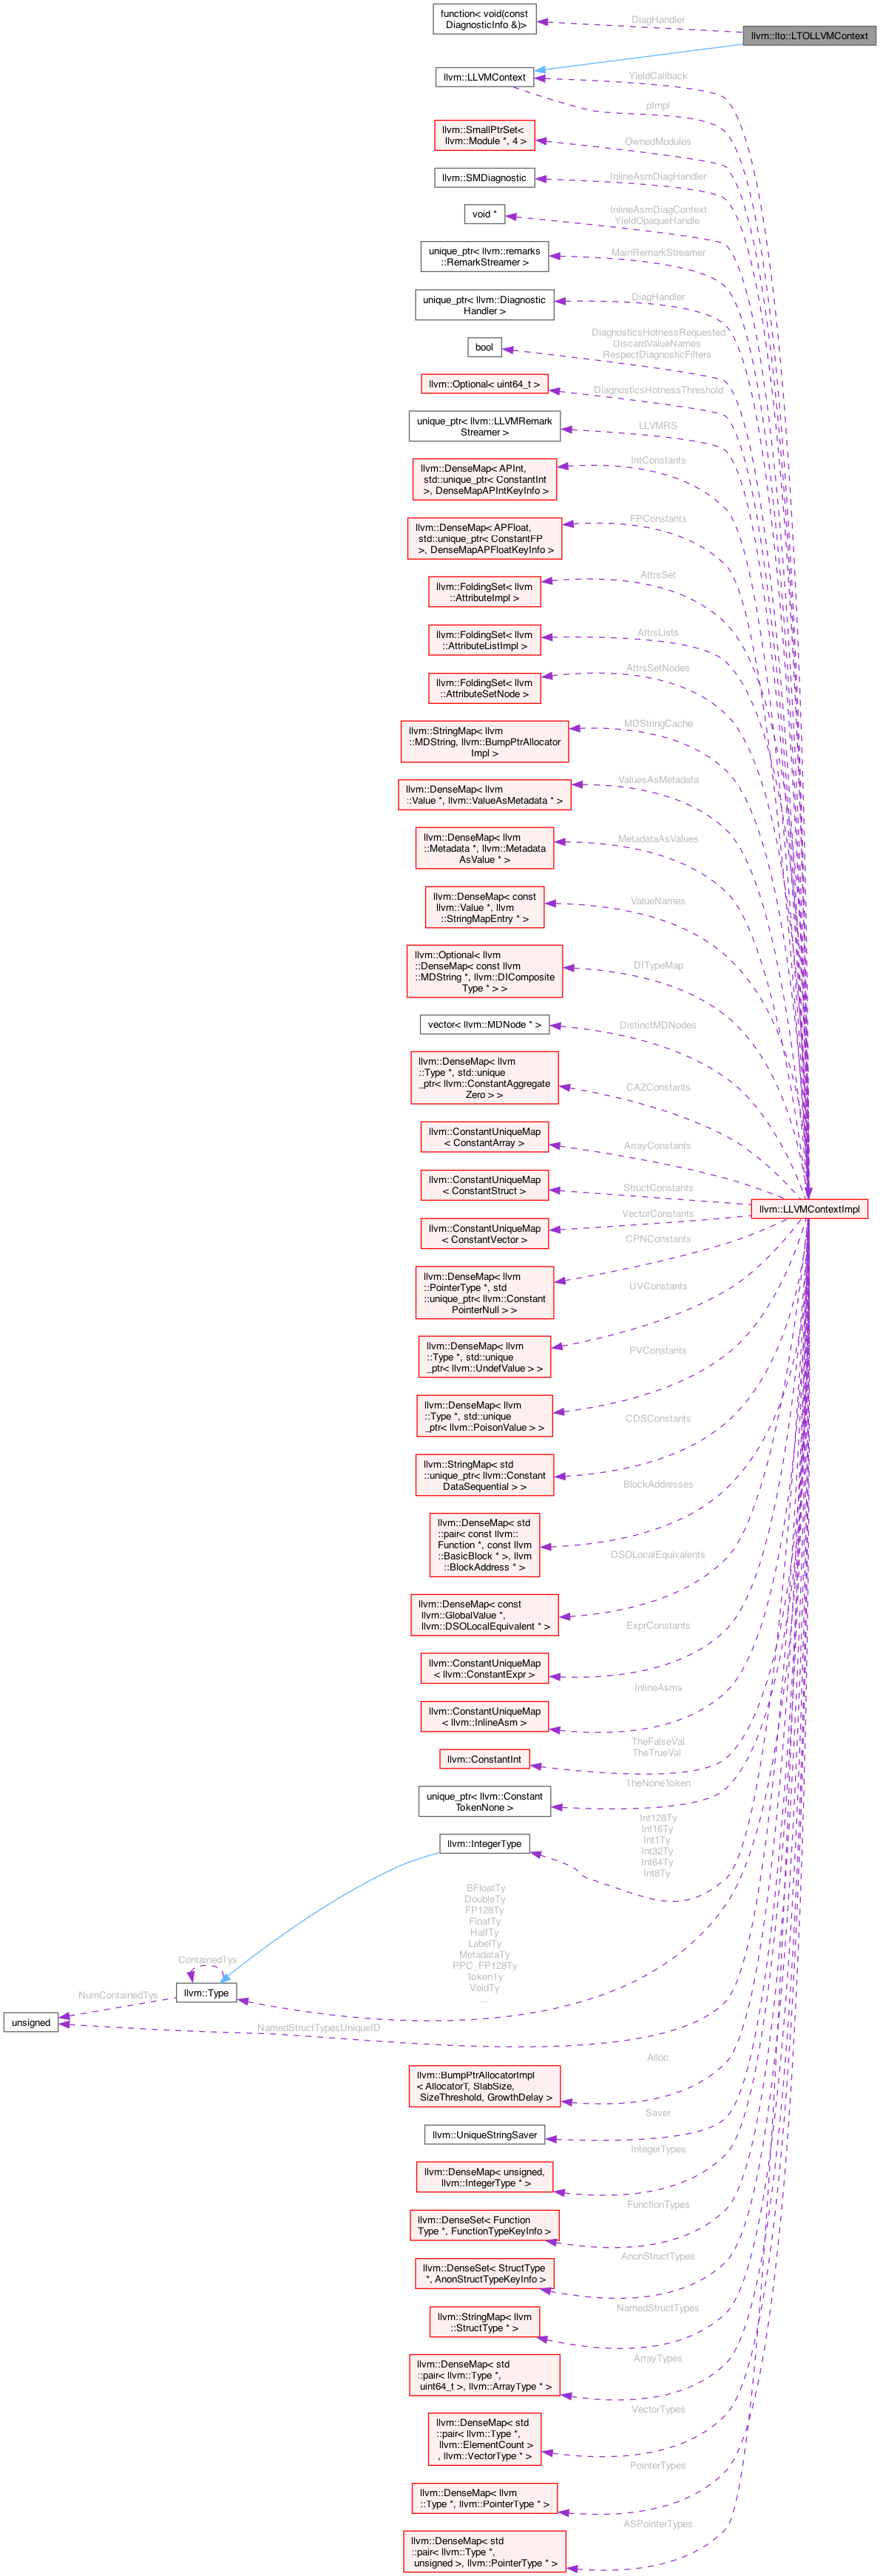 function< void(const
DiagnosticInfo &)>
DiagHandler
llvm::lto::LTOLLVMContext
llvm::LLVMContext
YieldCallback
pImpl
llvm::SmallPtrSet<
llvm::Module *, 4 >
OwnedModules
llvm::SMDiagnostic
InlineAsmDiagHandler
void *
InlineAsmDiagContext
YieldOpaqueHandle
unique_ptr< llvm::remarks
::RemarkStreamer >
MainRemarkStreamer
unique_ptr< llvm::Diagnostic
Handler >
DiagHandler
bool
DiagnosticsHotnessRequested
DiscardValueNames
RespectDiagnosticFilters
llvm::Optional< uint64_t >
DiagnosticsHotnessThreshold
unique_ptr< llvm::LLVMRemark
Streamer >
LLVMRS
llvm::DenseMap< APInt,
std::unique_ptr< ConstantInt
>, DenseMapAPIntKeyInfo >
IntConstants
llvm::DenseMap< APFloat,
std::unique_ptr< ConstantFP
>, DenseMapAPFloatKeyInfo >
FPConstants
llvm::FoldingSet< llvm
::AttributeImpl >
AttrsSet
llvm::FoldingSet< llvm
::AttributeListImpl >
AttrsLists
llvm::FoldingSet< llvm
::AttributeSetNode >
AttrsSetNodes
llvm::StringMap< llvm
::MDString, llvm::BumpPtrAllocator
Impl >
MDStringCache
llvm::DenseMap< llvm
::Value *, llvm::ValueAsMetadata * >
ValuesAsMetadata
llvm::DenseMap< llvm
::Metadata *, llvm::Metadata
AsValue * >
MetadataAsValues
llvm::DenseMap< const
llvm::Value *, llvm
::StringMapEntry * >
ValueNames
llvm::Optional< llvm
::DenseMap< const llvm
::MDString *, llvm::DIComposite
Type * > >
DITypeMap
vector< llvm::MDNode * >
DistinctMDNodes
llvm::DenseMap< llvm
::Type *, std::unique
_ptr< llvm::ConstantAggregate
Zero > >
CAZConstants
llvm::ConstantUniqueMap
< ConstantArray >
ArrayConstants
llvm::ConstantUniqueMap
< ConstantStruct >
StructConstants
llvm::LLVMContextImpl
llvm::ConstantUniqueMap
< ConstantVector >
VectorConstants
llvm::DenseMap< llvm
::PointerType *, std
::unique_ptr< llvm::Constant
PointerNull > >
CPNConstants
llvm::DenseMap< llvm
::Type *, std::unique
_ptr< llvm::UndefValue > >
UVConstants
llvm::DenseMap< llvm
::Type *, std::unique
_ptr< llvm::PoisonValue > >
PVConstants
llvm::StringMap< std
::unique_ptr< llvm::Constant
DataSequential > >
CDSConstants
llvm::DenseMap< std
::pair< const llvm::
Function *, const llvm
::BasicBlock * >, llvm
::BlockAddress * >
BlockAddresses
llvm::DenseMap< const
llvm::GlobalValue *,
llvm::DSOLocalEquivalent * >
DSOLocalEquivalents
llvm::ConstantUniqueMap
< llvm::ConstantExpr >
ExprConstants
llvm::ConstantUniqueMap
< llvm::InlineAsm >
InlineAsms
llvm::ConstantInt
TheFalseVal
TheTrueVal
unique_ptr< llvm::Constant
TokenNone >
TheNoneToken
llvm::IntegerType
Int128Ty
Int16Ty
Int1Ty
Int32Ty
Int64Ty
Int8Ty
BFloatTy
DoubleTy
FP128Ty
FloatTy
HalfTy
LabelTy
MetadataTy
PPC_FP128Ty
TokenTy
VoidTy
...
ContainedTys
llvm::Type
NumContainedTys
unsigned
NamedStructTypesUniqueID
llvm::BumpPtrAllocatorImpl
< AllocatorT, SlabSize,
SizeThreshold, GrowthDelay >
Alloc
llvm::UniqueStringSaver
Saver
llvm::DenseMap< unsigned,
llvm::IntegerType * >
IntegerTypes
llvm::DenseSet< Function
Type *, FunctionTypeKeyInfo >
FunctionTypes
llvm::DenseSet< StructType
*, AnonStructTypeKeyInfo >
AnonStructTypes
llvm::StringMap< llvm
::StructType * >
NamedStructTypes
llvm::DenseMap< std
::pair< llvm::Type *,
uint64_t >, llvm::ArrayType * >
ArrayTypes
llvm::DenseMap< std
::pair< llvm::Type *,
llvm::ElementCount >
, llvm::VectorType * >
VectorTypes
llvm::DenseMap< llvm
::Type *, llvm::PointerType * >
PointerTypes
llvm::DenseMap< std
::pair< llvm::Type *,
unsigned >, llvm::PointerType * >
ASPointerTypes